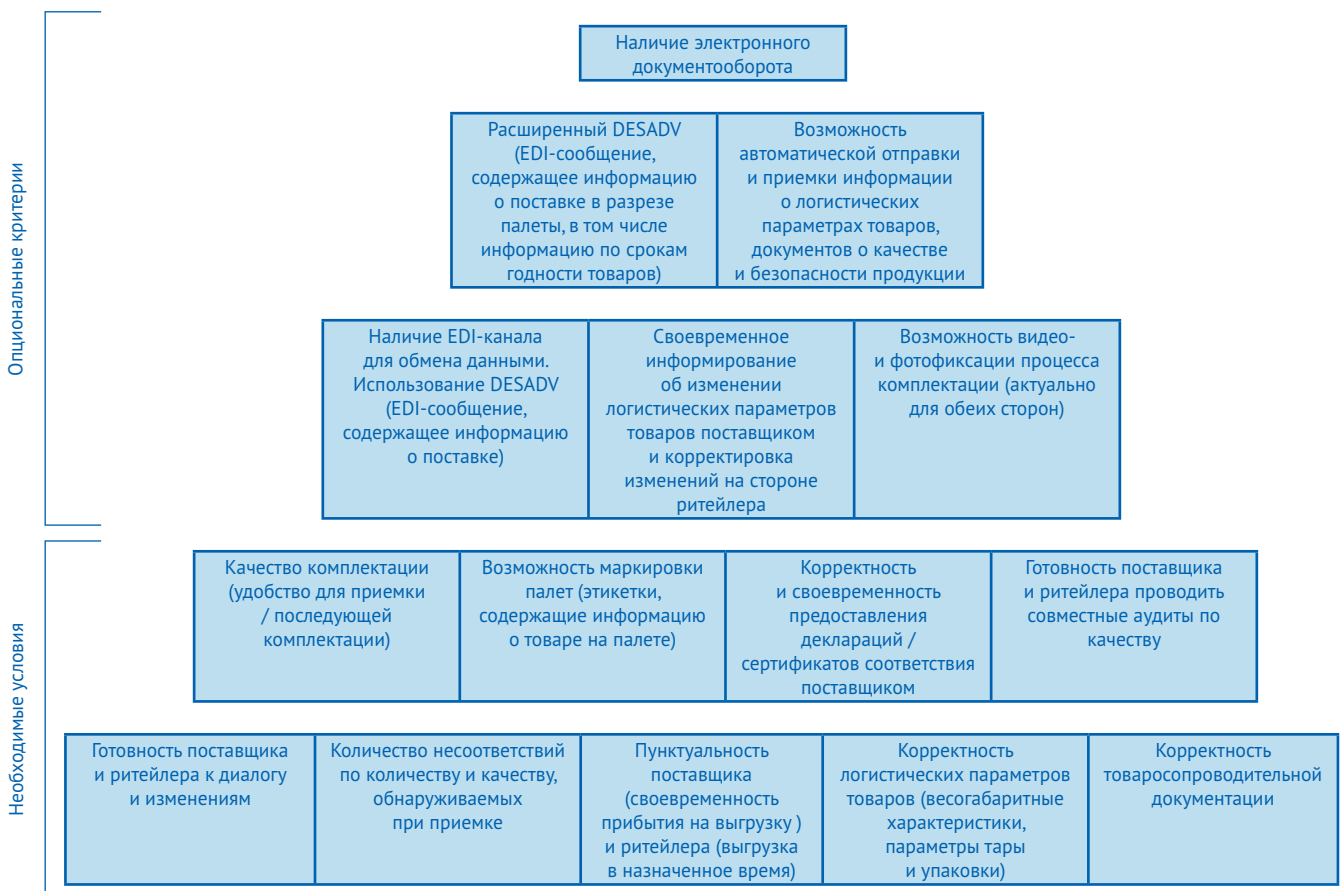 Опциональные критерии
Наличие электронного
документооборота
Расширенный DESADV
(EDI-сообщение,
содержащее информацию
о поставке в разрезе
палеты, в том числе
информацию по срокам
годности товаров)
Возможность
автоматической отправки
и приемки информации
о логистических
параметрах товаров,
документов о качестве
и безопасности продукции
Наличие EDI-канала
для обмена данными.
Использование DESADV
(EDI-сообщение,
содержащее информацию
о поставке)
Своевременное
информирование
об изменении
логистических параметров
товаров поставщиком
и корректировка
изменений на стороне
ритейлера
Возможность видео-
и фотофиксации процесса
комплектации (актуально
для обеих сторон)
Необходимые условия
Качество комплектации
(удобство для приемки
/ последующей
комплектации)
Возможность маркировки
палет (этикетки,
содержащие информацию
о товаре на палете)
Корректность
и своевременность
предоставления
деклараций /
сертификатов соответствия
поставщиком
Готовность поставщика
и ритейлера проводить
совместные аудиты по
качеству
Готовность поставщика
и ритейлера к диалогу
и изменениям
Количество несоответствий
по количеству и качеству,
обнаруживаемых
при приемке
Пунктуальность
поставщика
(своевременность
прибытия на выгрузку )
и ритейлера (выгрузка
в назначенное время)
Корректность
логистических параметров
товаров (весогабаритные
характеристики,
параметры тары
и упаковки)
Корректность
товаросопроводительной
документации